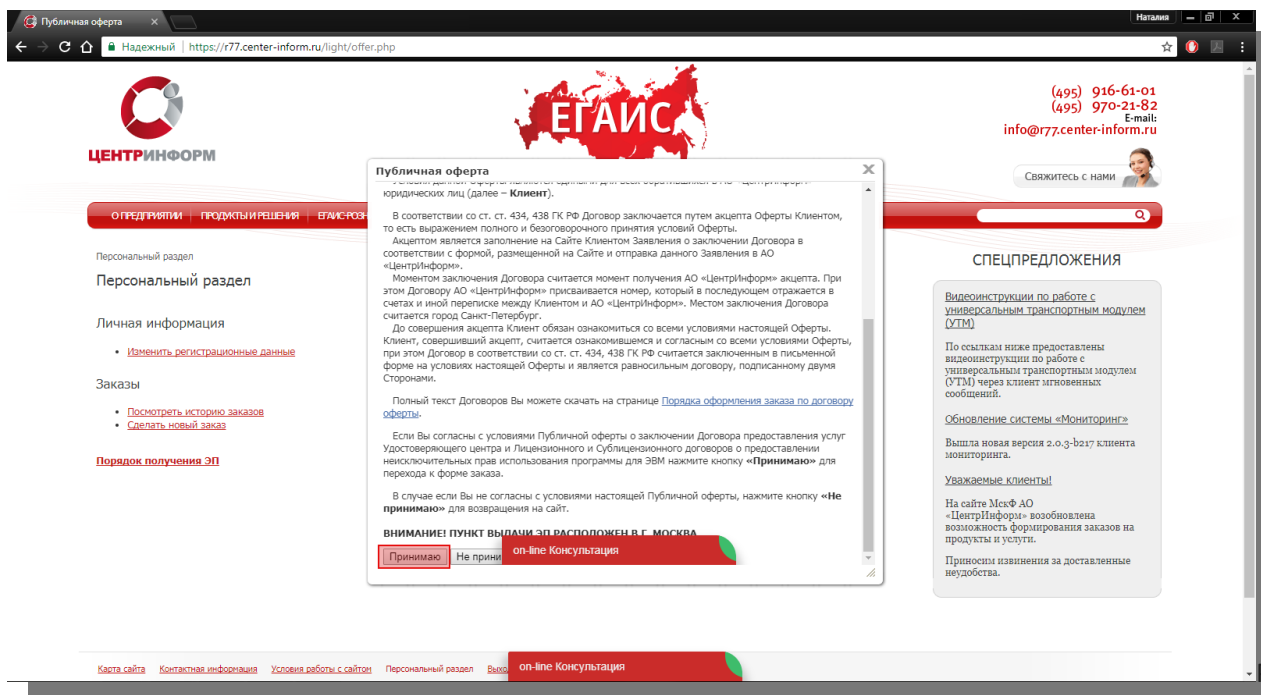 Публичная оферта
Наталия
Надежный
https://r77.center-inform.ru/light/offer.php
ЦЕНТРИНФОРМ
ЕГАИС
(495) 916-61-01
(495) 970-21-82
E-mail:
info@r77.center-inform.ru
Свяжитесь с нами
О ПРЕДПРИЯТИИ
ПРОДУКТЫ И РЕШЕНИЯ
ЕГАИС-РОЗН
Персональный раздел
Персональный раздел
Личная информация
Изменить регистрационные данные
Заказы
Посмотреть историю заказов
Сделать новый заказ
Порядок получения ЭП
Публичная оферта
юридических лиц (далее – Клиент).
В соответствии со ст. ст. 434, 438 ГК РФ Договор заключается путем акцепта Оферты Клиентом,
то есть выражением полного и безоговорочного принятия условий Оферты.
Акцептом является заполнение на Сайте Клиентом Заявления о заключении Договора в
соответствии с формой, размещенной на Сайте и отправка данного Заявления в АО
«ЦентрИнформ».
Моментом заключения Договора считается момент получения АО «ЦентрИнформ» акцепта. При
этом Договору АО «ЦентрИнформ» присваивается номер, который в последующем отражается в
счетах и иной переписке между Клиентом и АО «ЦентрИнформ». Местом заключения Договора
считается город Санкт-Петербург.
До совершения акцепта Клиент обязан ознакомиться со всеми условиями настоящей Оферты.
Клиент, совершивший акцепт, считается ознакомившемся и согласным со всеми условиями Оферты,
при этом Договор в соответствии со ст. ст. 434, 438 ГК РФ считается заключенным в письменной
форме на условиях настоящей Оферты и является равносильным договору, подписанному двумя
Сторонами.
Полный текст Договоров Вы можете скачать на странице Порядка оформления заказа по договору
оферты.
Если Вы согласны с условиями Публичной оферты о заключении Договора предоставления услуг
Удостоверяющего центра и Лицензионного и Сублицензионного договоров о предоставлении
неисключительных прав использования программы для ЭВМ нажмите кнопку «Принимаю» для
перехода к форме заказа.
В случае если Вы не согласны с условиями настоящей Публичной оферты, нажмите кнопку «Не
принимаю» для возвращения на сайт.
ВНИМАНИЕ! ПУНКТ ВЫДАЧИ ЭП РАСПОЛОЖЕН В Г. МОСКВА
Принимаю
Не прини
on-line Консультация
СПЕЦПРЕДЛОЖЕНИЯ
Видеоинструкции по работе с
универсальным транспортным модулем
(УТМ)
По ссылкам ниже предоставлены
видеоинструкции по работе с
универсальным транспортным модулем
(УТМ) через клиент мгновенных
сообщений.
Обновление системы «Мониторинг»
Вышла новая версия 2.0.3-b217 клиента
мониторинга.
Уважаемые клиенты!
На сайте МскФ АО
«ЦентрИнформ» возобновлена
возможность формирования заказов на
продукты и услуги.
Приносим извинения за доставленные
неудобства.
Карта сайта
Контактная информация
Условия работы с сайтом
Персональный раздел
Выхо
on-line Консультация